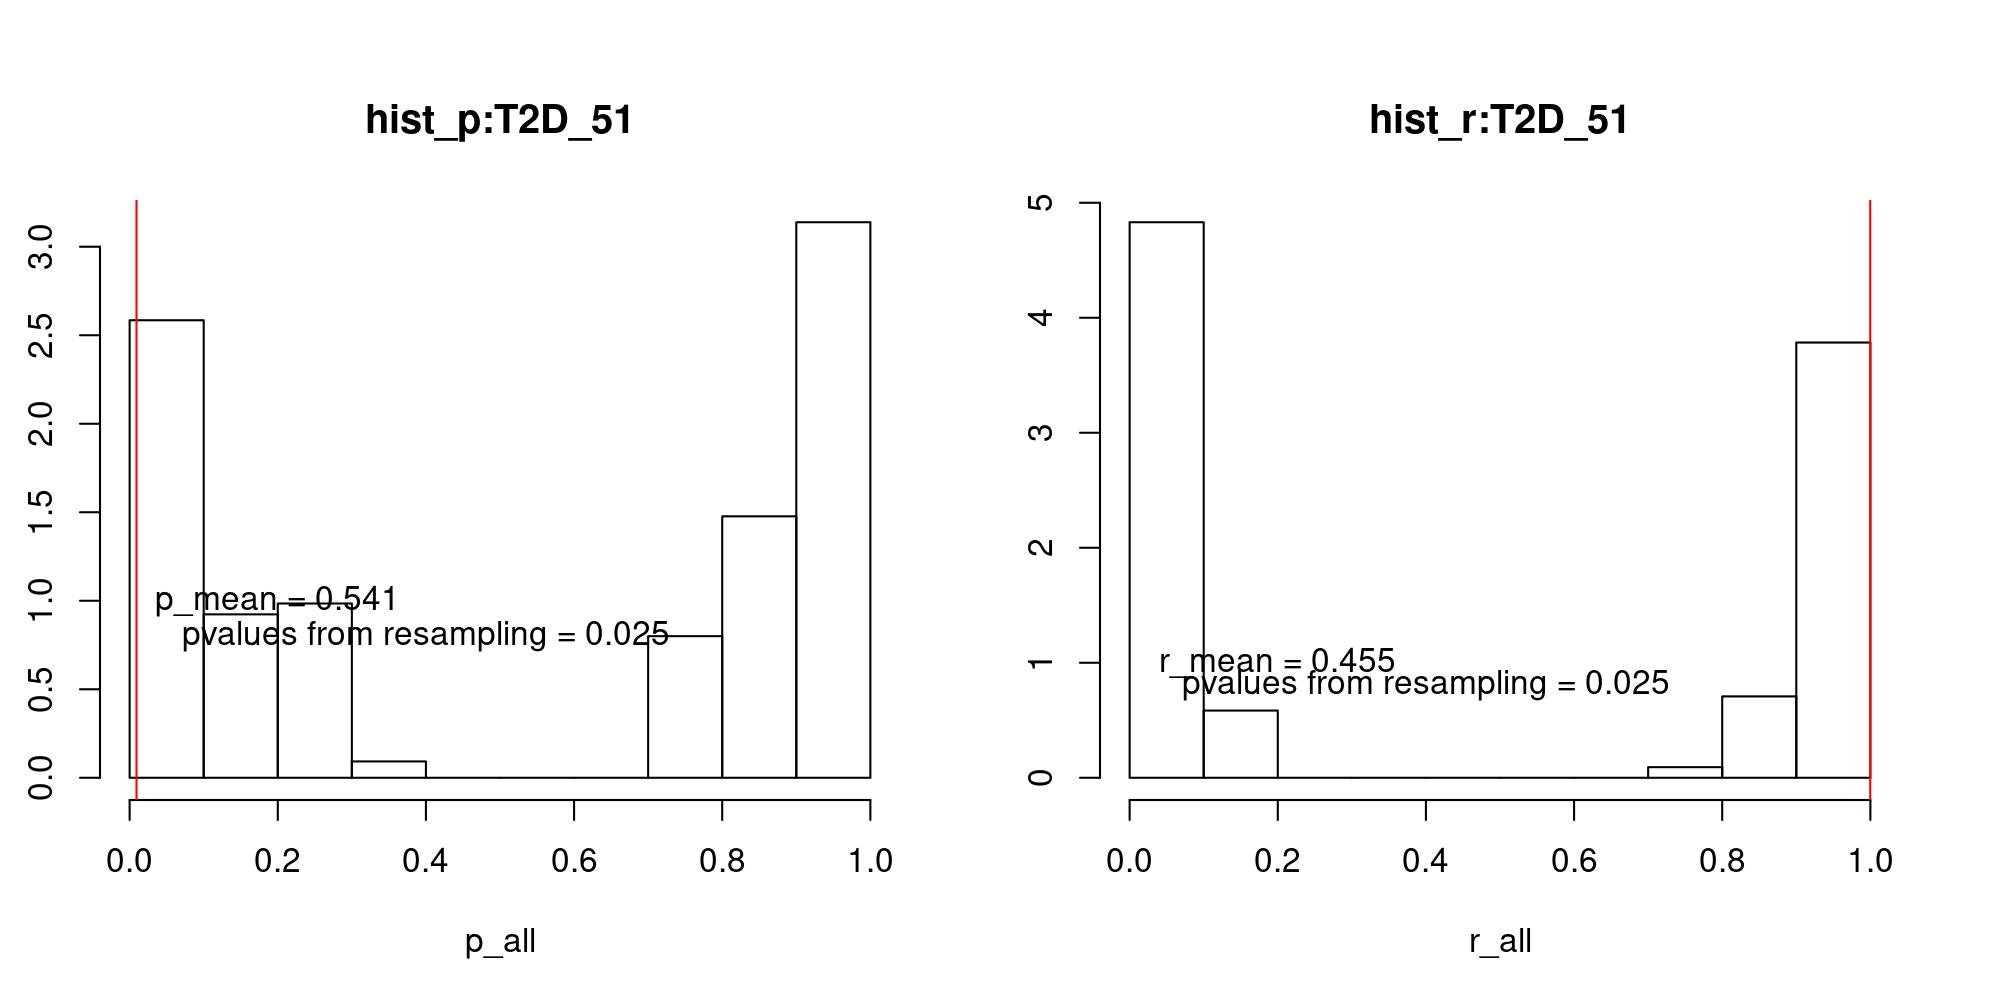 hist_p:T2D_51
3.0
2.5
2.0
1.5
1.0
0.5
0.0
p_mean = 0.541
pvalues from resampling = 0.025
0.0 0.2 0.4 0.6 0.8 1.0
p_all
hist_r:T2D_51
5
4
3
2
1
0
r_mean = 0.455
pvalues from resampling = 0.025
0.0 0.2 0.4 0.6 0.8 1.0
r_all